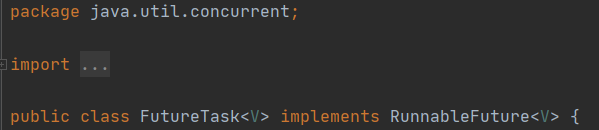 package java.util.concurrent;
import ...
public class FutureTask<V> implements RunnableFuture<V> {